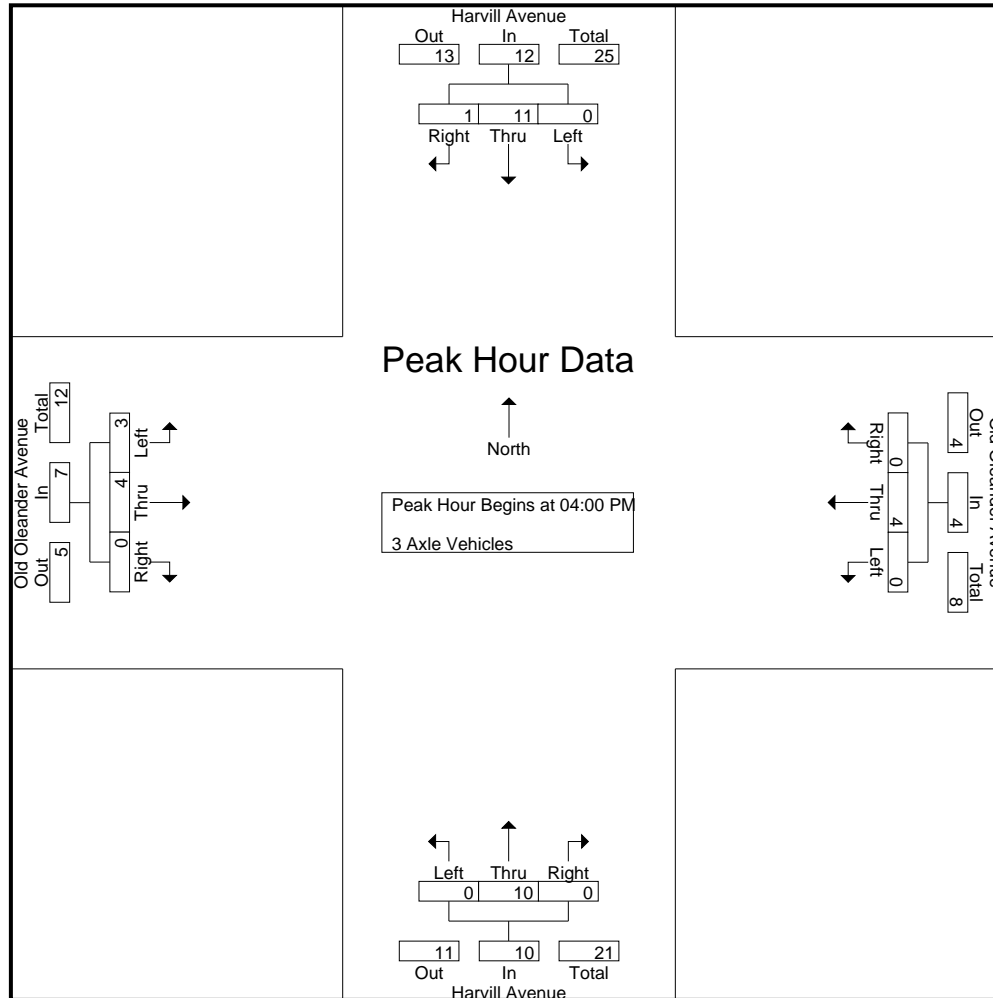 Harvill Avenue
Out In Total
13 12 25
1 11 0
Right Thru Left
Peak Hour Data
North
Peak Hour Begins at 04:00 PM
3 Axle Vehicles
Old Oleander Avenue
Out In Total
5 7 12
Right Thru Left
0 4 3
Out In Total
4 4 8
Right Thru Left
0 4 0
Left Thru Right
0 10 0
11 10 21
Out In Total
Harvill Avenue